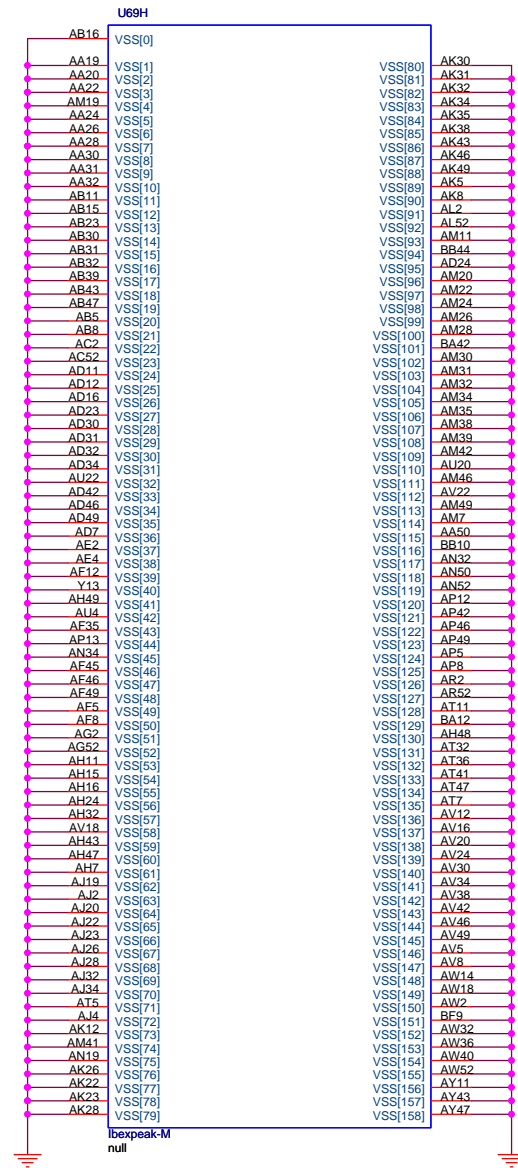 U69H
AB16 VSS[0]
AA19 VSS[1] VSS[80] AK30
AA20 VSS[2] VSS[81] AK31
AA22 VSS[3] VSS[82] AK32
AM19 VSS[4] VSS[83] AK34
AA24 VSS[5] VSS[84] AK35
AA26 VSS[6] VSS[85] AK38
AA28 VSS[7] VSS[86] AK43
AA30 VSS[8] VSS[87] AK46
AA31 VSS[9] VSS[88] AK49
AA32 VSS[10] VSS[89] AK5
AB11 VSS[11] VSS[90] AK8
AB15 VSS[12] VSS[91] AL2
AB23 VSS[13] VSS[92] AL52
AB30 VSS[14] VSS[93] AM11
AB31 VSS[15] VSS[94] BB44
AB32 VSS[16] VSS[95] AD24
AB39 VSS[17] VSS[96] AM20
AB43 VSS[18] VSS[97] AM22
AB47 VSS[19] VSS[98] AM24
AB5 VSS[20] VSS[99] AM26
AB8 VSS[21] VSS[100] AM28
AC2 VSS[22] VSS[101] BA42
AC52 VSS[23] VSS[102] AM30
AD11 VSS[24] VSS[103] AM31
AD12 VSS[25] VSS[104] AM32
AD16 VSS[26] VSS[105] AM34
AD23 VSS[27] VSS[106] AM35
AD30 VSS[28] VSS[107] AM38
AD31 VSS[29] VSS[108] AM39
AD32 VSS[30] VSS[109] AM42
AD34 VSS[31] VSS[110] AU20
AU22 VSS[32] VSS[111] AM46
AD42 VSS[33] VSS[112] AV22
AD46 VSS[34] VSS[113] AM49
AD49 VSS[35] VSS[114] AM7
AD7 VSS[36] VSS[115] AA50
AE2 VSS[37] VSS[116] BB10
AE4 VSS[38] VSS[117] AN32
AF12 VSS[39] VSS[118] AN50
Y13 VSS[40] VSS[119] AN52
AH49 VSS[41] VSS[120] AP12
AU4 VSS[42] VSS[121] AP42
AF35 VSS[43] VSS[122] AP46
AP13 VSS[44] VSS[123] AP49
AN34 VSS[45] VSS[124] AP5
AF45 VSS[46] VSS[125] AP8
AF46 VSS[47] VSS[126] AR2
AF49 VSS[48] VSS[127] AR52
AF5 VSS[49] VSS[128] AT11
AF8 VSS[50] VSS[129] BA12
AG2 VSS[51] VSS[130] AH48
AG52 VSS[52] VSS[131] AT32
AH11 VSS[53] VSS[132] AT36
AH15 VSS[54] VSS[133] AT41
AH16 VSS[55] VSS[134] AT47
AH24 VSS[56] VSS[135] AT7
AH32 VSS[57] VSS[136] AV12
AV18 VSS[58] VSS[137] AV16
AH43 VSS[59] VSS[138] AV20
AH47 VSS[60] VSS[139] AV24
AH7 VSS[61] VSS[140] AV30
AJ19 VSS[62] VSS[141] AV34
AJ2 VSS[63] VSS[142] AV38
AJ20 VSS[64] VSS[143] AV42
AJ22 VSS[65] VSS[144] AV46
AJ23 VSS[66] VSS[145] AV49
AJ26 VSS[67] VSS[146] AV5
AJ28 VSS[68] VSS[147] AV8
AJ32 VSS[69] VSS[148] AW14
AJ34 VSS[70] VSS[149] AW18
AT5 VSS[71] VSS[150] AW2
AJ4 VSS[72] VSS[151] BF9
AK12 VSS[73] VSS[152] AW32
AM41 VSS[74] VSS[153] AW36
AN19 VSS[75] VSS[154] AW40
AK26 VSS[76] VSS[155] AW52
AK22 VSS[77] VSS[156] AY11
AK23 VSS[78] VSS[157] AY43
AK28 VSS[79] VSS[158] AY47
Ibexpeak-M
null